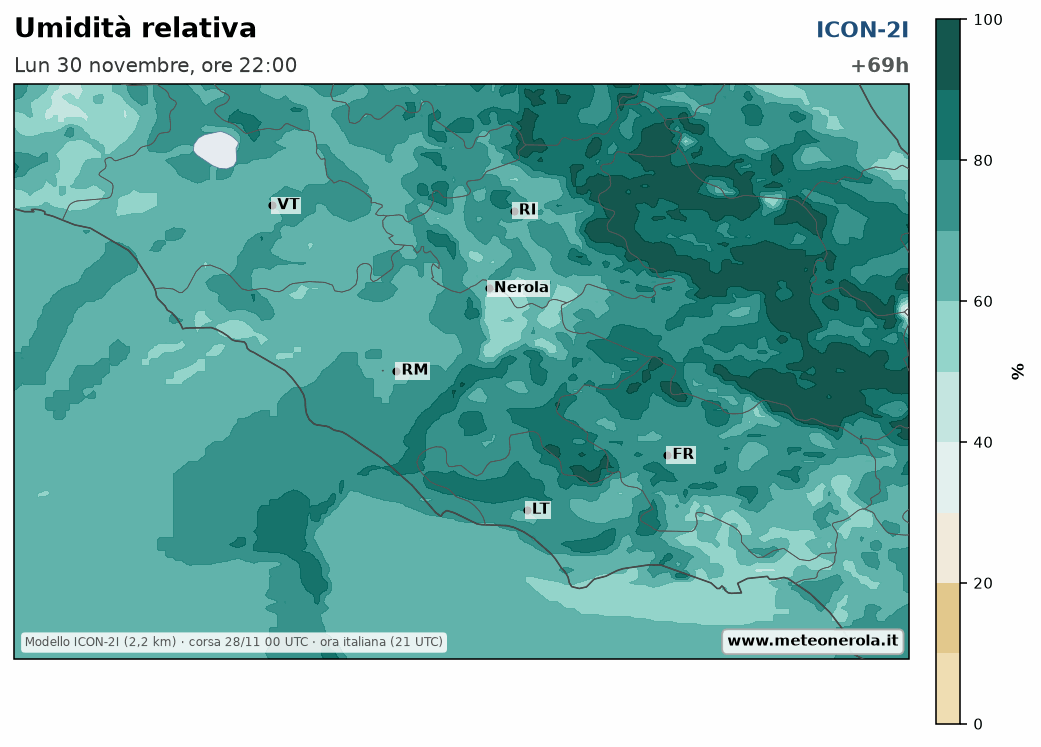 Umidità relativa
ICON-2I
Lun 30 novembre, ore 22:00
+69h
100
80
60
40
20
0
%
VT
RI
Nerola
RM
FR
LT
Modello ICON-2I (2,2 km) · corsa 28/11 00 UTC · ora italiana (21 UTC)
www.meteonerola.it